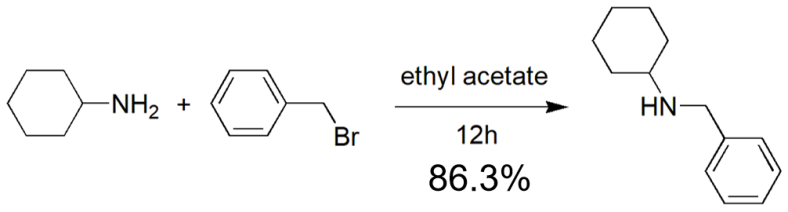 NH2
+
Br
ethyl acetate
12h
86.3%
HN